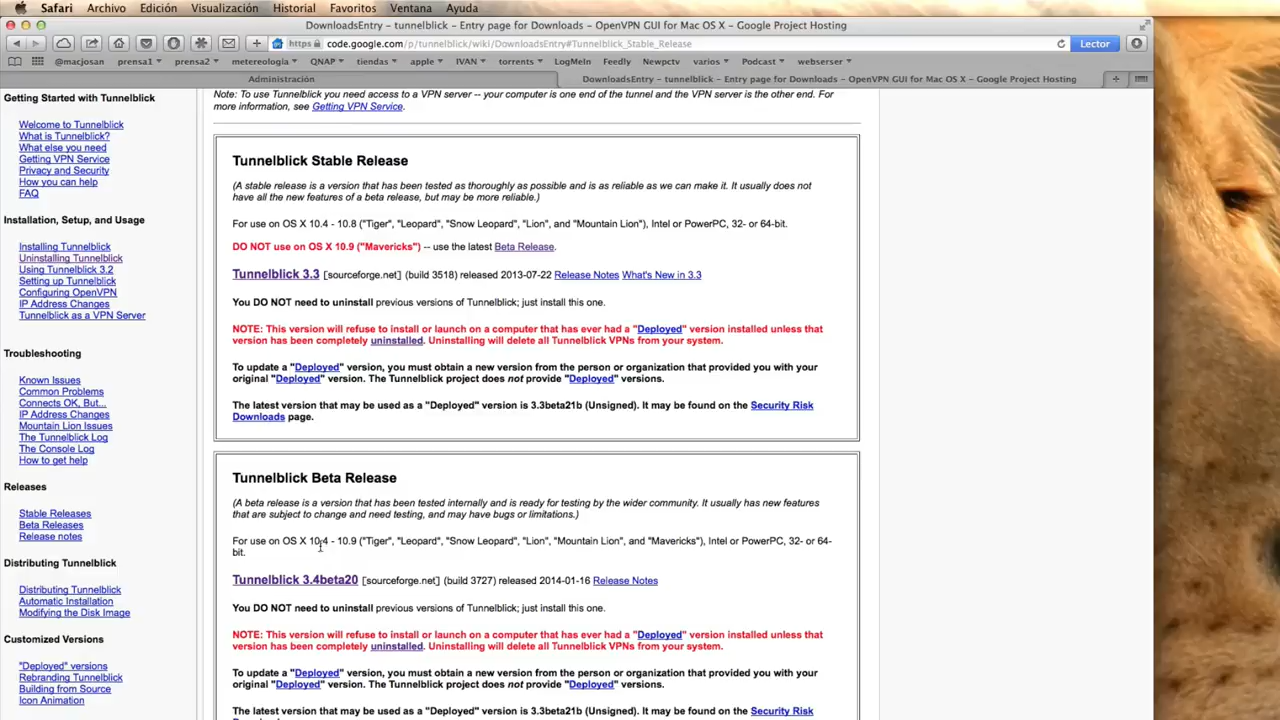 Safari Archivo Edición Visualización Historial Favoritos Ventana Ayuda
DownloadsEntry - tunnelblick - Entry page for Downloads - OpenVPN GUI for Mac OS X - Google Project Hosting
https code.google.com/p/tunnelblick/wiki/DownloadsEntry#Tunnelblick_Stable_Release Lector
@macjosan prensa1 prensa2 metereologia QNAP tiendas apple IVAN torrents LogMeIn Feedly Newpctv varios Podcast webserser
Administración DownloadsEntry - tunnelblick - Entry page for Downloads - OpenVPN GUI for Mac OS X - Google Project Hosting
Getting Started with Tunnelblick
Welcome to Tunnelblick
What is Tunnelblick?
What else you need
Getting VPN Service
Privacy and Security
How you can help
FAQ
Installation, Setup, and Usage
Installing Tunnelblick
Uninstalling Tunnelblick
Using Tunnelblick 3.2
Setting up Tunnelblick
Configuring OpenVPN
IP Address Changes
Tunnelblick as a VPN Server
Troubleshooting
Known Issues
Common Problems
Connects OK, But...
IP Address Changes
Mountain Lion Issues
The Tunnelblick Log
The Console Log
How to get help
Releases
Stable Releases
Beta Releases
Release notes
Distributing Tunnelblick
Distributing Tunnelblick
Automatic Installation
Modifying the Disk Image
Customized Versions
"Deployed" versions
Rebranding Tunnelblick
Building from Source
Icon Animation
Note: To use Tunnelblick you need access to a VPN server -- your computer is one end of the tunnel and the VPN server is the other end. For
more information, see Getting VPN Service.
Tunnelblick Stable Release
(A stable release is a version that has been tested as thoroughly as possible and is as reliable as we can make it. It usually does not
have all the new features of a beta release, but may be more reliable.)
For use on OS X 10.4 - 10.8 ("Tiger", "Leopard", "Snow Leopard", "Lion", and "Mountain Lion"), Intel or PowerPC, 32- or 64-bit.
DO NOT use on OS X 10.9 ("Mavericks") -- use the latest Beta Release.
Tunnelblick 3.3 [sourceforge.net] (build 3518) released 2013-07-22 Release Notes What's New in 3.3
You DO NOT need to uninstall previous versions of Tunnelblick; just install this one.
NOTE: This version will refuse to install or launch on a computer that has ever had a "Deployed" version installed unless that
version has been completely uninstalled. Uninstalling will delete all Tunnelblick VPNs from your system.
To update a "Deployed" version, you must obtain a new version from the person or organization that provided you with your
original "Deployed" version. The Tunnelblick project does not provide "Deployed" versions.
The latest version that may be used as a "Deployed" version is 3.3beta21b (Unsigned). It may be found on the Security Risk
Downloads page.
Tunnelblick Beta Release
(A beta release is a version that has been tested internally and is ready for testing by the wider community. It usually has new features
that are subject to change and need testing, and may have bugs or limitations.)
For use on OS X 10.4 - 10.9 ("Tiger", "Leopard", "Snow Leopard", "Lion", "Mountain Lion", and "Mavericks"), Intel or PowerPC, 32- or 64-
bit.
Tunnelblick 3.4beta20 [sourceforge.net] (build 3727) released 2014-01-16 Release Notes
You DO NOT need to uninstall previous versions of Tunnelblick; just install this one.
NOTE: This version will refuse to install or launch on a computer that has ever had a "Deployed" version installed unless that
version has been completely uninstalled. Uninstalling will delete all Tunnelblick VPNs from your system.
To update a "Deployed" version, you must obtain a new version from the person or organization that provided you with your
original "Deployed" version. The Tunnelblick project does not provide "Deployed" versions.
The latest version that may be used as a "Deployed" version is 3.3beta21b (Unsigned). It may be found on the Security Risk